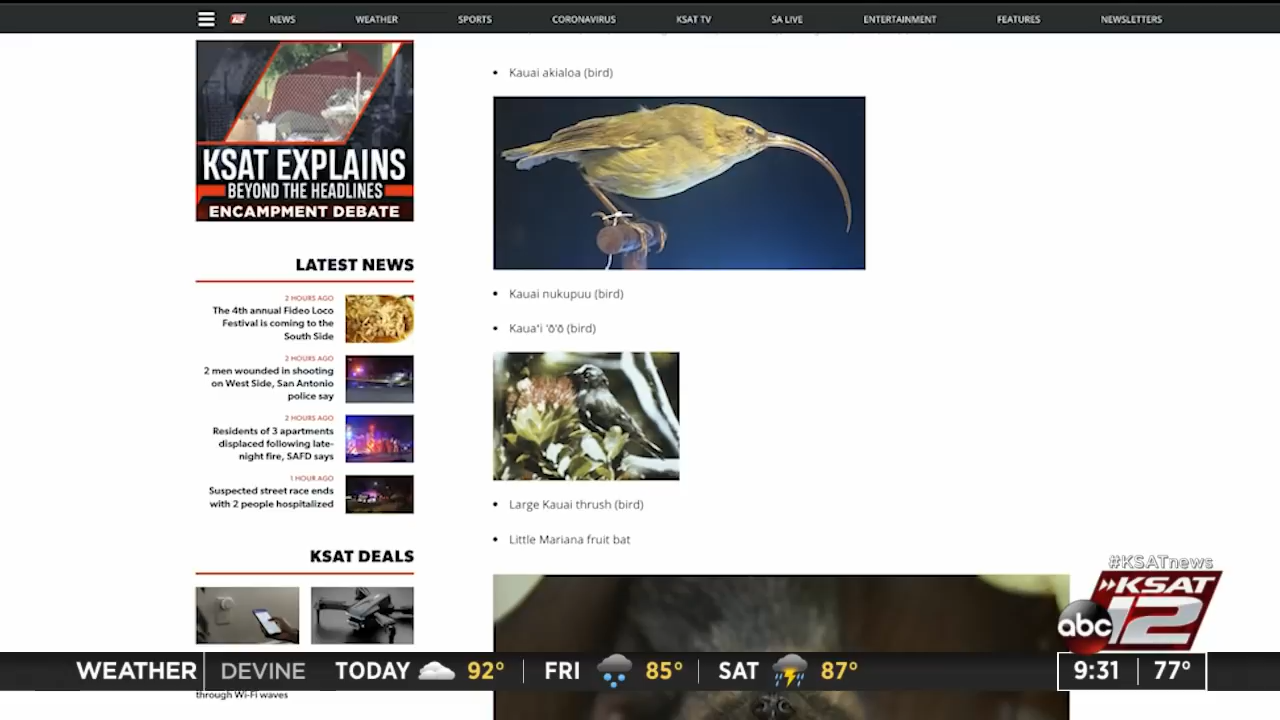 NEWS WEATHER SPORTS CORONAVIRUS KSAT TV SA LIVE ENTERTAINMENT FEATURES NEWSLETTERS
KSAT EXPLAINS
BEYOND THE HEADLINES
ENCAMPMENT DEBATE
LATEST NEWS
2 HOURS AGO
The 4th annual Fideo Loco
Festival is coming to the
South Side
2 HOURS AGO
2 men wounded in shooting
on West Side, San Antonio
police say
2 HOURS AGO
Residents of 3 apartments
displaced following late-
night fire, SAFD says
1 HOUR AGO
Suspected street race ends
with 2 people hospitalized
KSAT DEALS
through Wi-Fi waves
• Kauai akialoa (bird)
• Kauai nukupuu (bird)
• Kauaʻi ʻōʻō (bird)
• Large Kauai thrush (bird)
• Little Mariana fruit bat
#KSATnews
KSAT
abc 12
WEATHER DEVINE TODAY 92° FRI 85° SAT 87° 9:31 77°